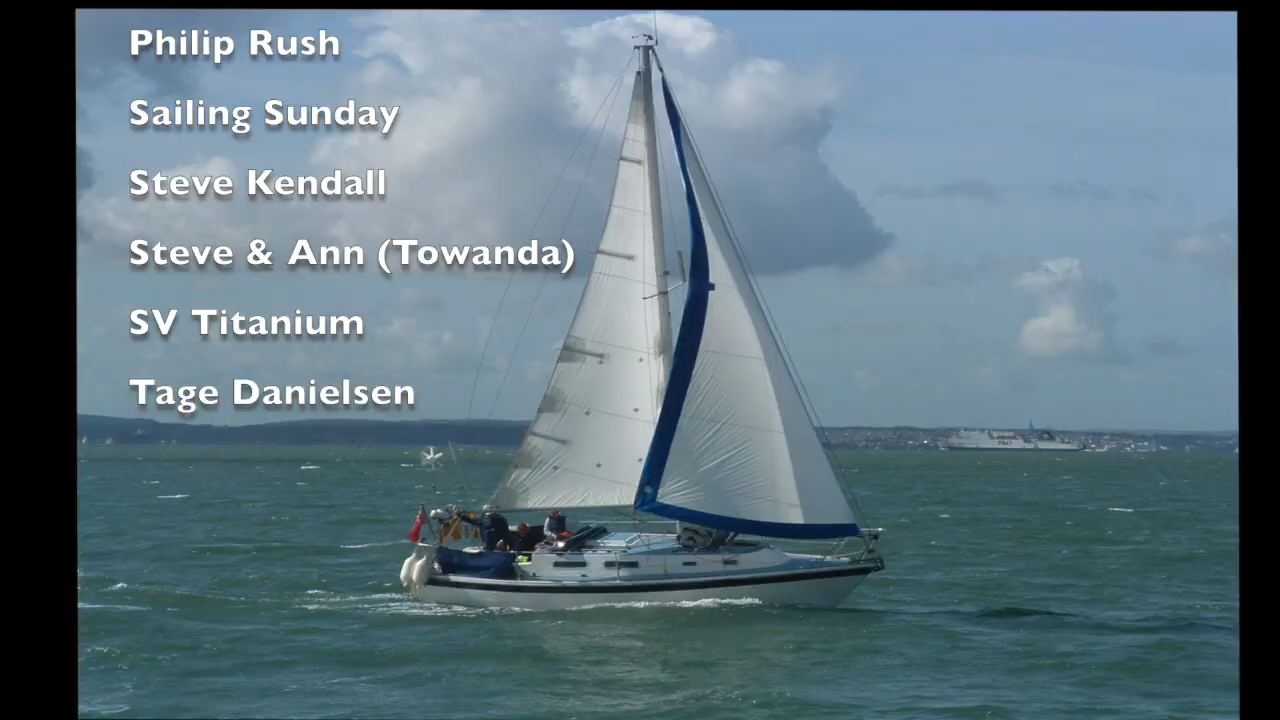 Philip Rush
Sailing Sunday
Steve Kendall
Steve & Ann (Towanda)
SV Titanium
Tage Danielsen
P&O